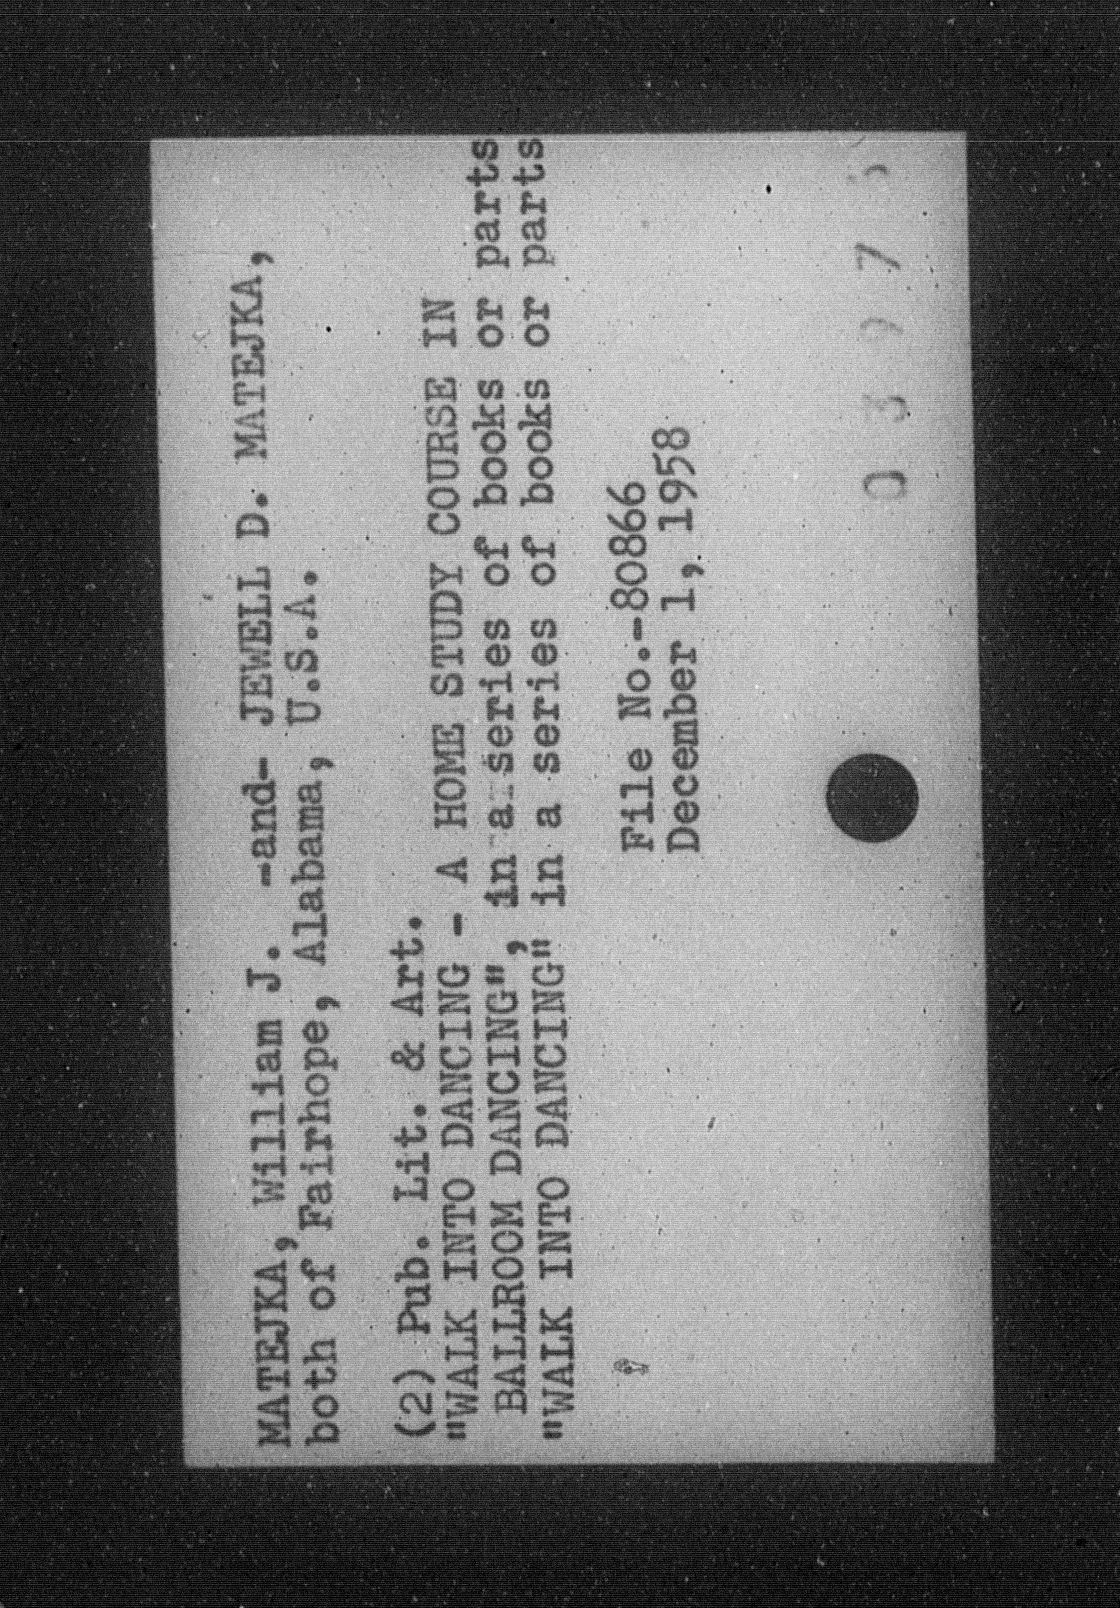 MATEJKA, William J. -and- JEWELL D. MATEJKA,
both of Fairhope, Alabama, U.S.A.
(2) Pub. Lit. & Art.
"WALK INTO DANCING - A HOME STUDY COURSE IN
BALLROOM DANCING", in a series of books or parts
"WALK INTO DANCING" in a series of books or parts
File No.-80866
December 1, 1958